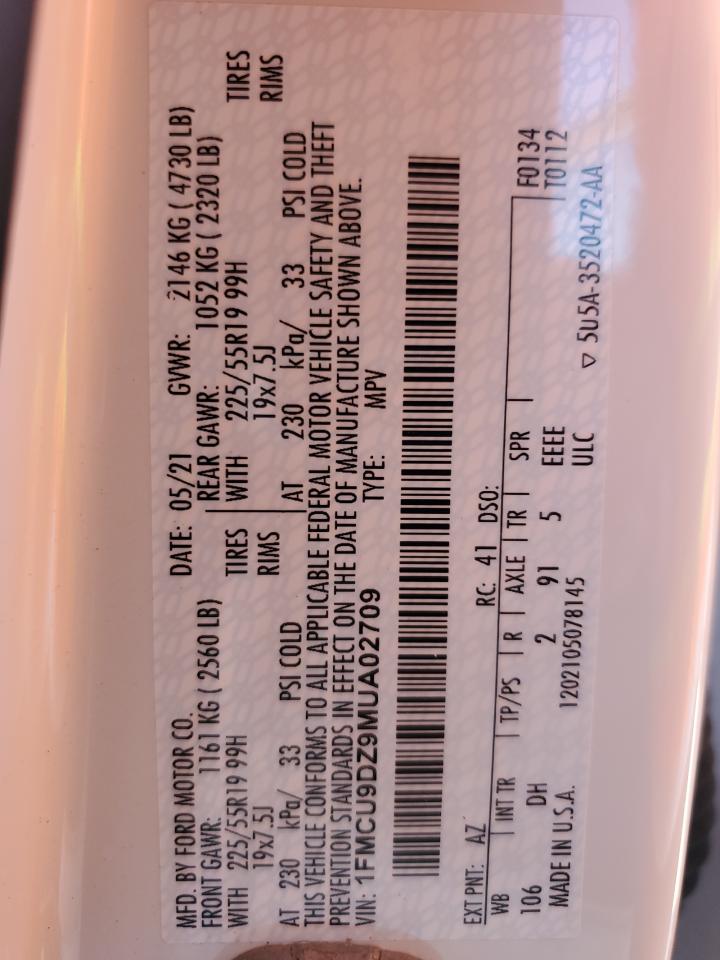 MFD. BY FORD MOTOR CO.
DATE: 05/21 GVWR: 2146 KG ( 4730 LB)
FRONT GAWR: 1161 KG ( 2560 LB) REAR GAWR: 1052 KG ( 2320 LB)
WITH 225/55R19 99H TIRES WITH 225/55R19 99H TIRES
19x7.5J RIMS 19x7.5J RIMS
AT 230 kPa/ 33 PSI COLD AT 230 kPa/ 33 PSI COLD
THIS VEHICLE CONFORMS TO ALL APPLICABLE FEDERAL MOTOR VEHICLE SAFETY AND THEFT
PREVENTION STANDARDS IN EFFECT ON THE DATE OF MANUFACTURE SHOWN ABOVE.
VIN: 1FMCU9DZ9MUA02709 TYPE: MPV
EXT PNT: AZ RC: 41 DSO: F0134
T0112
WB INT TR TP/PS R AXLE TR SPR
106 DH 2 91 5 EEEE
MADE IN U.S.A. 1202105078145 ULC
▽ 5U5A-3520472-AA